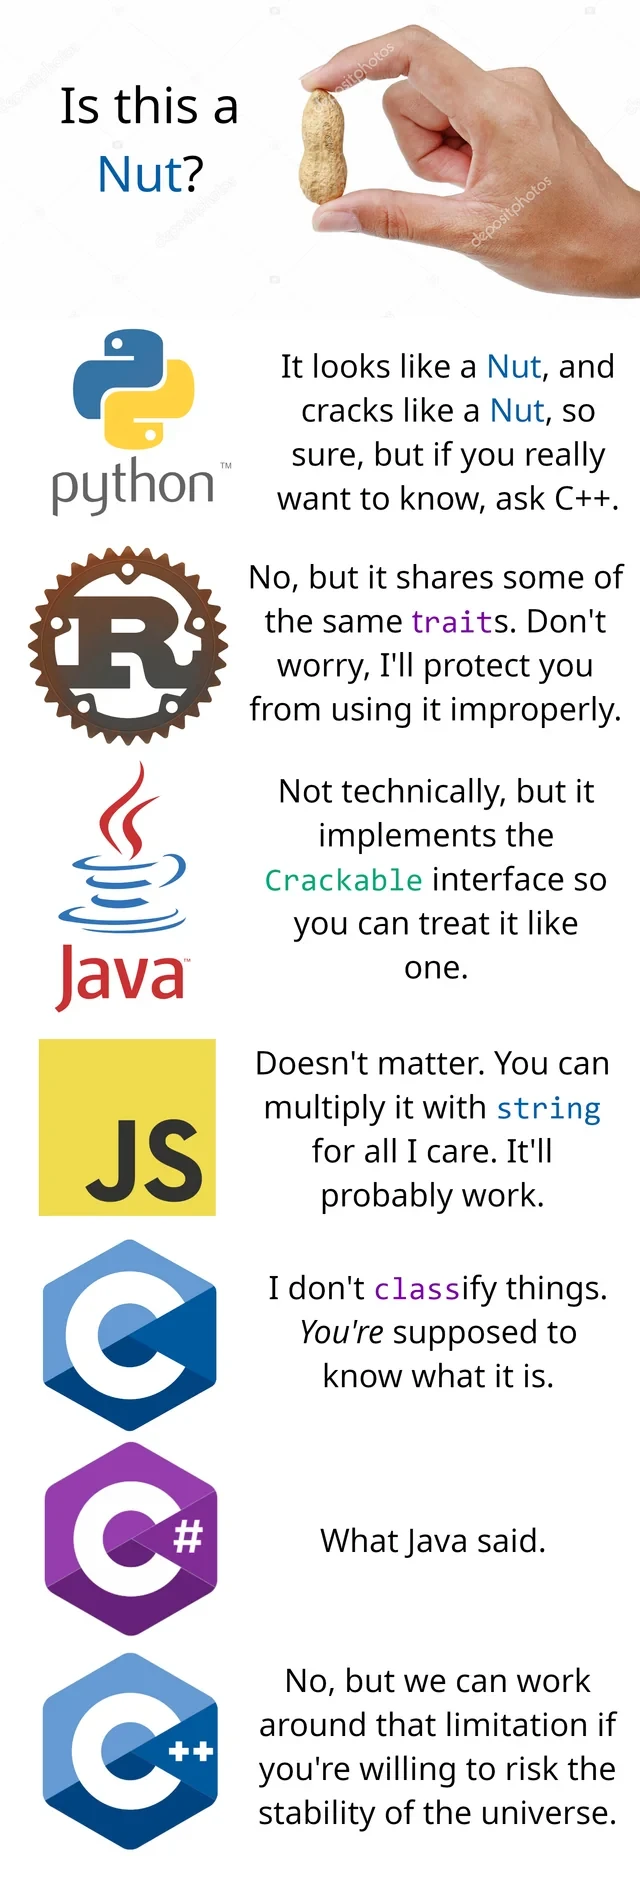 Is this a
Nut?
depositphotos
depositphotos
depositphotos
python™
It looks like a Nut, and
cracks like a Nut, so
sure, but if you really
want to know, ask C++.
R
No, but it shares some of
the same traits. Don't
worry, I'll protect you
from using it improperly.
Java™
Not technically, but it
implements the
Crackable interface so
you can treat it like
one.
JS
Doesn't matter. You can
multiply it with string
for all I care. It'll
probably work.
C
I don't classify things.
You're supposed to
know what it is.
C#
What Java said.
C++
No, but we can work
around that limitation if
you're willing to risk the
stability of the universe.